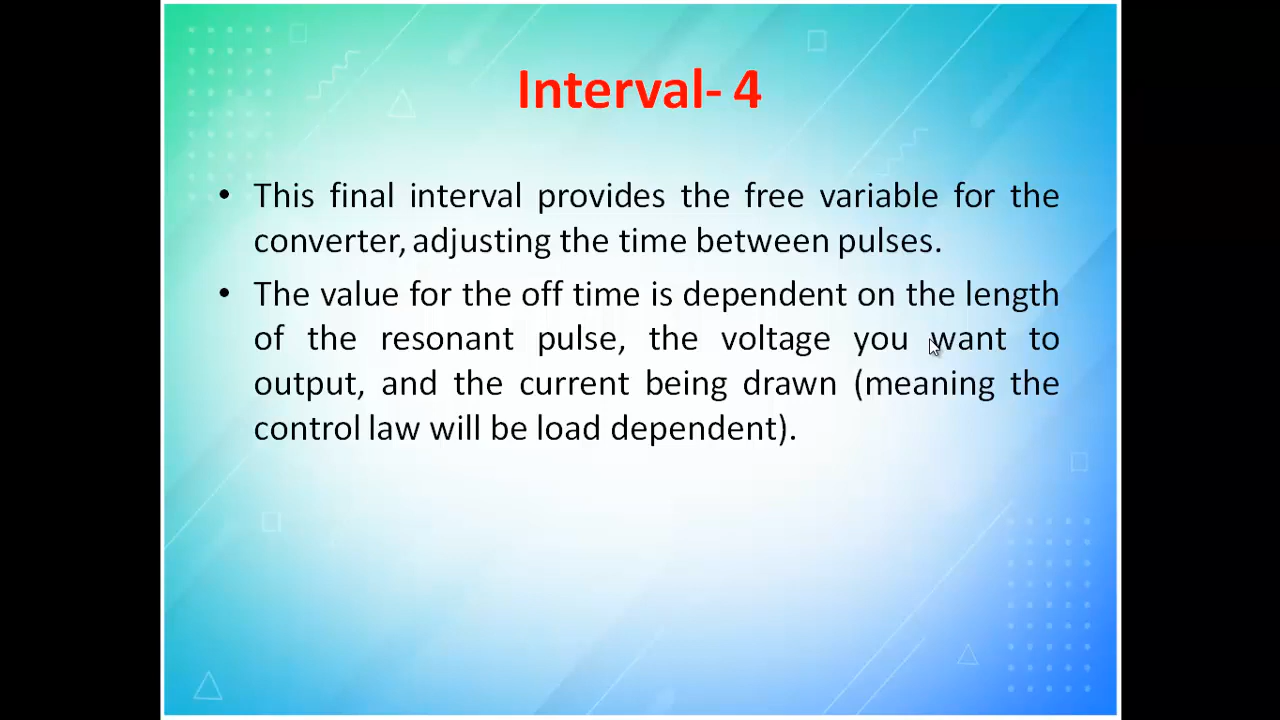 Interval- 4
• This final interval provides the free variable for the
converter, adjusting the time between pulses.
• The value for the off time is dependent on the length
of the resonant pulse, the voltage you want to
output, and the current being drawn (meaning the
control law will be load dependent).